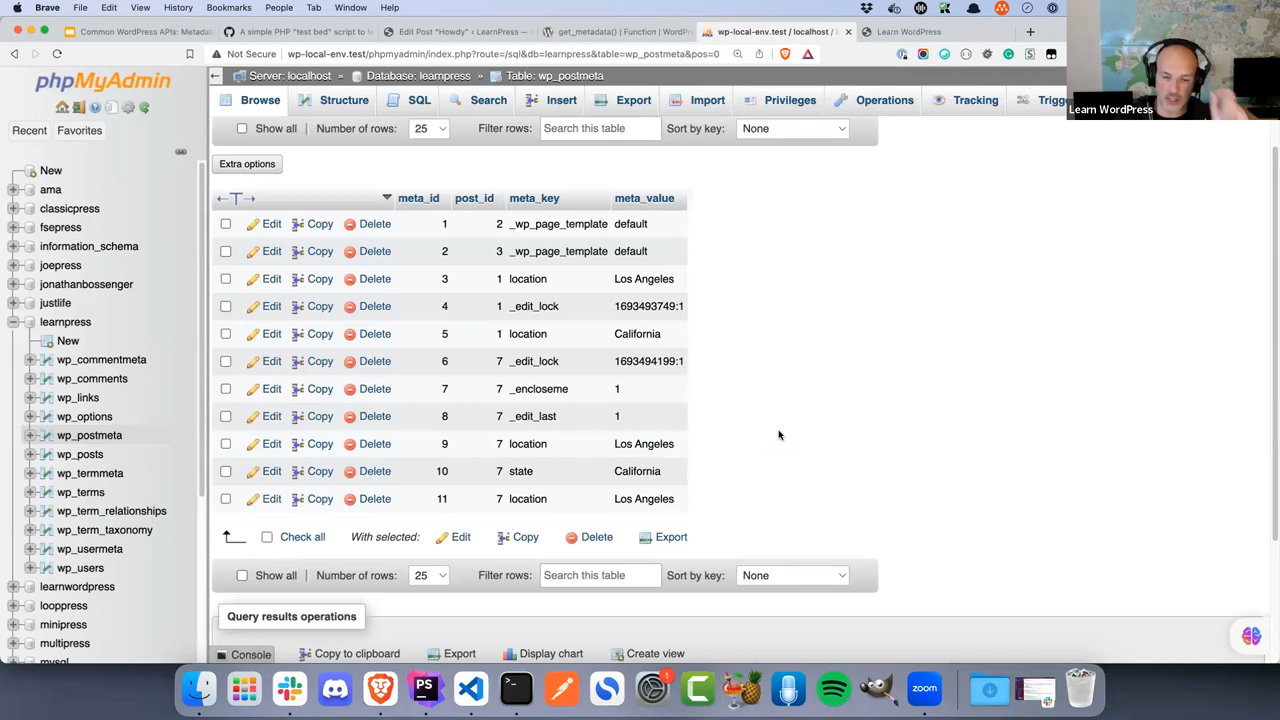 Brave File Edit View History Bookmarks People Tab Window Help
Common WordPress APIs: Metadat
A simple PHP "test bed" script to l
Edit Post "Howdy" ‹ LearnPress —
get_metadata() | Function | WordPr
wp-local-env.test / localhost /
Learn WordPress
Not Secure wp-local-env.test/phpmyadmin/index.php?route=/sql&db=learnpress&table=wp_postmeta&pos=0
Learn WordPress
phpMyAdmin
Recent Favorites
New
ama
classicpress
fsepress
information_schema
joepress
jonathanbossenger
justlife
learnpress
New
wp_commentmeta
wp_comments
wp_links
wp_options
wp_postmeta
wp_posts
wp_termmeta
wp_terms
wp_term_relationships
wp_term_taxonomy
wp_usermeta
wp_users
learnwordpress
looppress
minipress
multipress
mysql
Server: localhost » Database: learnpress » Table: wp_postmeta
Browse Structure SQL Search Insert Export Import Privileges Operations Tracking Trigg
Show all | Number of rows: 25 Filter rows: Search this table Sort by key: None
Extra options
←T→ meta_id post_id meta_key meta_value
Edit Copy Delete 1 2 _wp_page_template default
Edit Copy Delete 2 3 _wp_page_template default
Edit Copy Delete 3 1 location Los Angeles
Edit Copy Delete 4 1 _edit_lock 1693493749:1
Edit Copy Delete 5 1 location California
Edit Copy Delete 6 7 _edit_lock 1693494199:1
Edit Copy Delete 7 7 _encloseme 1
Edit Copy Delete 8 7 _edit_last 1
Edit Copy Delete 9 7 location Los Angeles
Edit Copy Delete 10 7 state California
Edit Copy Delete 11 7 location Los Angeles
Check all With selected: Edit Copy Delete Export
Show all | Number of rows: 25 Filter rows: Search this table Sort by key: None
Query results operations
Console Copy to clipboard Export Display chart Create view
PS
zoom
1